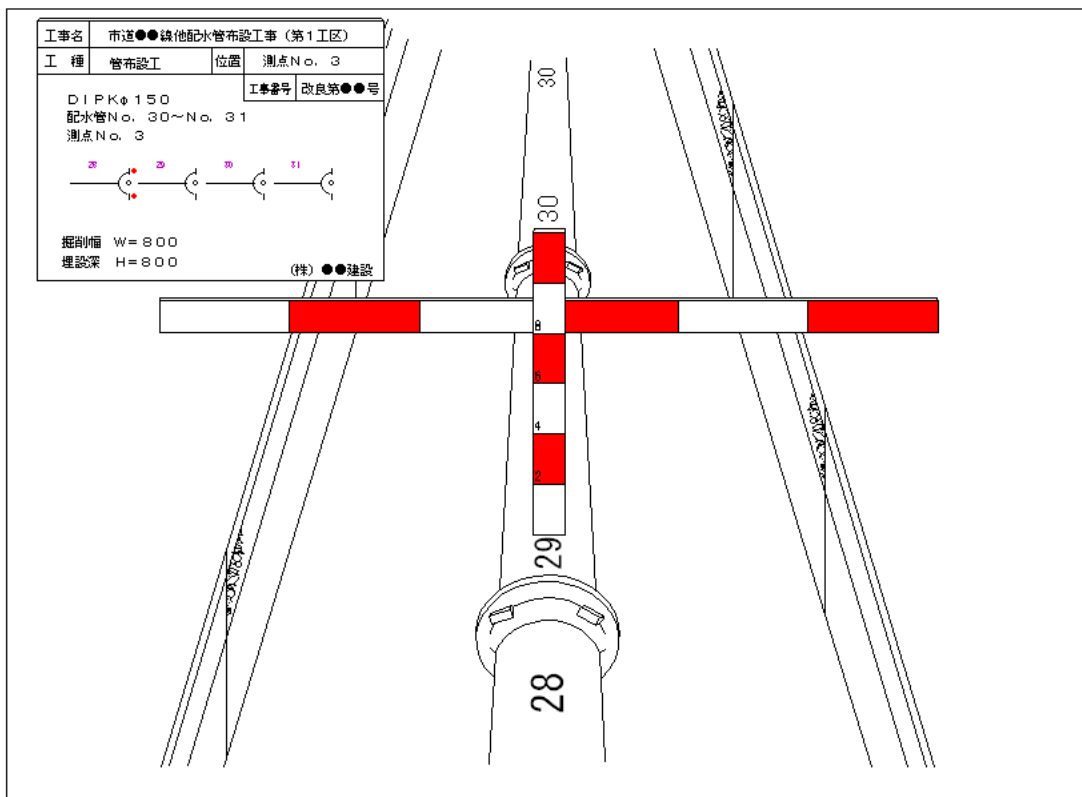 工事名 市道●●線他配水管布設工事（第1工区）
工 種 管布設工 位置 測点No. 3
工事番号 改良第●●号
DIPKφ150
配水管No. 30～No. 31
測点No. 3
28 29 30 31
掘削幅 W=800
埋設深 H=800
(株) ●●建設
30
30
8
6
4
2
29
28